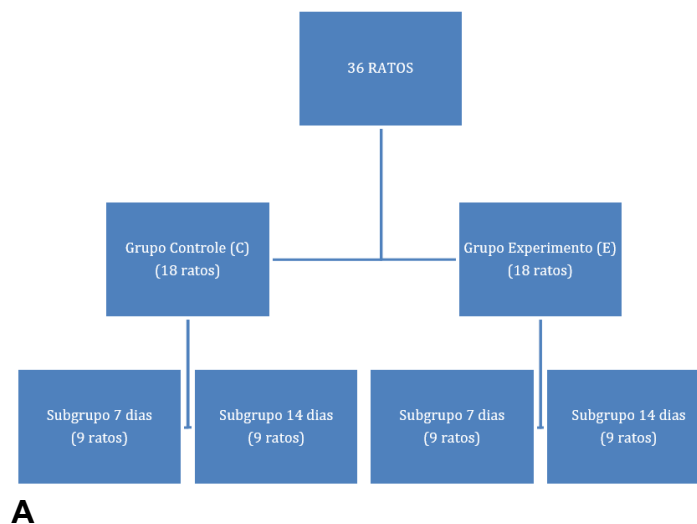 36 RATOS
Grupo Controle (C)
(18 ratos)
Grupo Experimento (E)
(18 ratos)
Subgrupo 7 dias
(9 ratos)
Subgrupo 14 dias
(9 ratos)
Subgrupo 7 dias
(9 ratos)
Subgrupo 14 dias
(9 ratos)
A